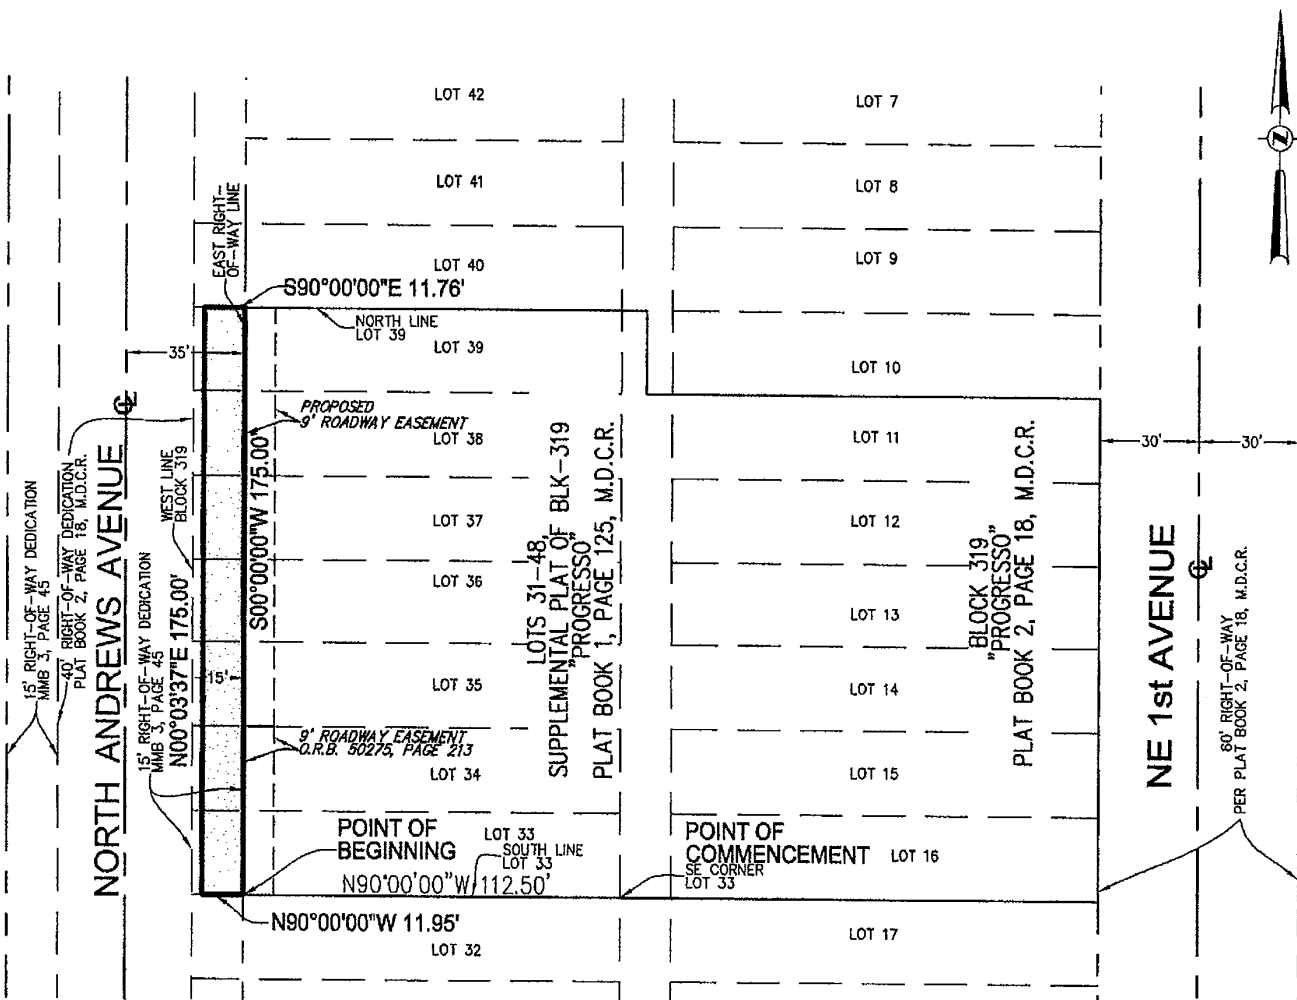 LOT 42
LOT 7
LOT 41
LOT 8
EAST RIGHT-
OF-WAY LINE
LOT 40
LOT 9
S90°00'00"E 11.76'
NORTH LINE
LOT 39
LOT 39
35'
LOT 10
PROPOSED
9' ROADWAY EASEMENT
LOT 38
LOT 11
30'
30'
NORTH ANDREWS AVENUE
15' RIGHT-OF-WAY DEDICATION
MMB 3, PAGE 45
40' RIGHT-OF-WAY DEDICATION
PLAT BOOK 2, PAGE 18, M.D.C.R.
WEST LINE
BLOCK 319
15' RIGHT-OF-WAY DEDICATION
MMB 3, PAGE 45
N00°03'37"E 175.00'
S00°00'00"W 175.00'
LOT 37
LOT 12
LOTS 31-48,
SUPPLEMENTAL PLAT OF BLK-319
"PROGRESSO"
PLAT BOOK 1, PAGE 125, M.D.C.R.
BLOCK 319
"PROGRESSO"
PLAT BOOK 2, PAGE 18, M.D.C.R.
NE 1st AVENUE
80' RIGHT-OF-WAY
PER PLAT BOOK 2, PAGE 18, M.D.C.R.
LOT 36
LOT 13
15'
LOT 35
LOT 14
9' ROADWAY EASEMENT
O.R.B. 50275, PAGE 213
LOT 34
LOT 15
POINT OF
BEGINNING
LOT 33
SOUTH LINE
LOT 33
POINT OF
COMMENCEMENT
LOT 16
SE CORNER
LOT 33
N90°00'00"W 112.50'
N90°00'00"W 11.95'
LOT 32
LOT 17